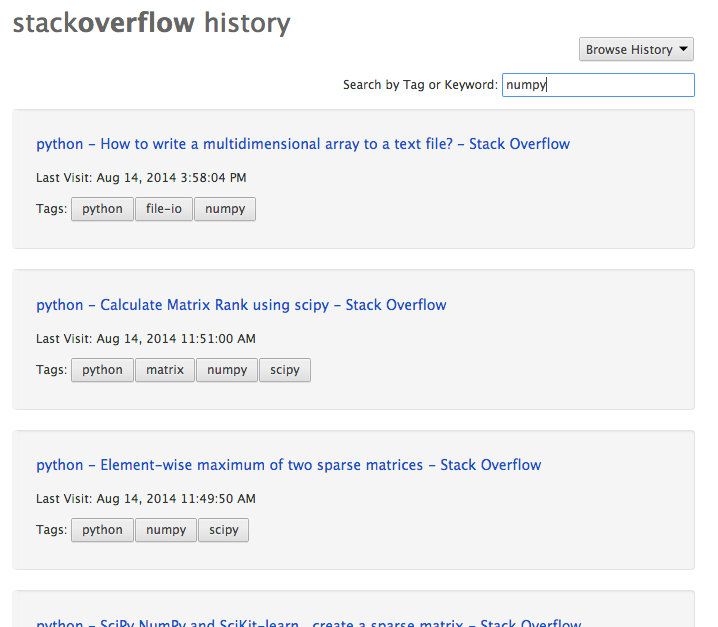 stackoverflow history
Browse History
Search by Tag or Keyword: numpy
python – How to write a multidimensional array to a text file? – Stack Overflow
Last Visit: Aug 14, 2014 3:58:04 PM
Tags: python file-io numpy
python – Calculate Matrix Rank using scipy – Stack Overflow
Last Visit: Aug 14, 2014 11:51:00 AM
Tags: python matrix numpy scipy
python – Element-wise maximum of two sparse matrices – Stack Overflow
Last Visit: Aug 14, 2014 11:49:50 AM
Tags: python numpy scipy
python – SciPy NumPy and SciKit-learn , create a sparse matrix – Stack Overflow